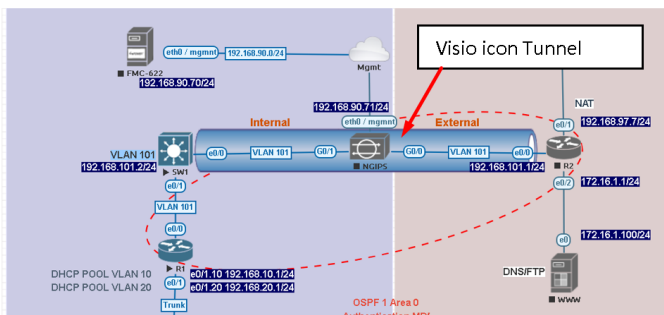 Visio icon Tunnel
eth0 / mgmnt
192.168.90.0/24
FMC-622
192.168.90.70/24
Mgmt
192.168.90.71/24
eth0 / mgmnt
NAT
e0/1
192.168.97.7/24
Internal
External
VLAN 101
192.168.101.2/24
SW1
e0/0
VLAN 101
G0/1
NGIPS
G0/0
VLAN 101
e0/0
192.168.101.1/24
R2
e0/1
e0/2
172.16.1.1/24
VLAN 101
e0/0
172.16.1.100/24
e0
R1
DHCP POOL VLAN 10
e0/1.10 192.168.10.1/24
DHCP POOL VLAN 20
e0/1
e0/1.20 192.168.20.1/24
DNS/FTP
WWW
Trunk
OSPF 1 Area 0